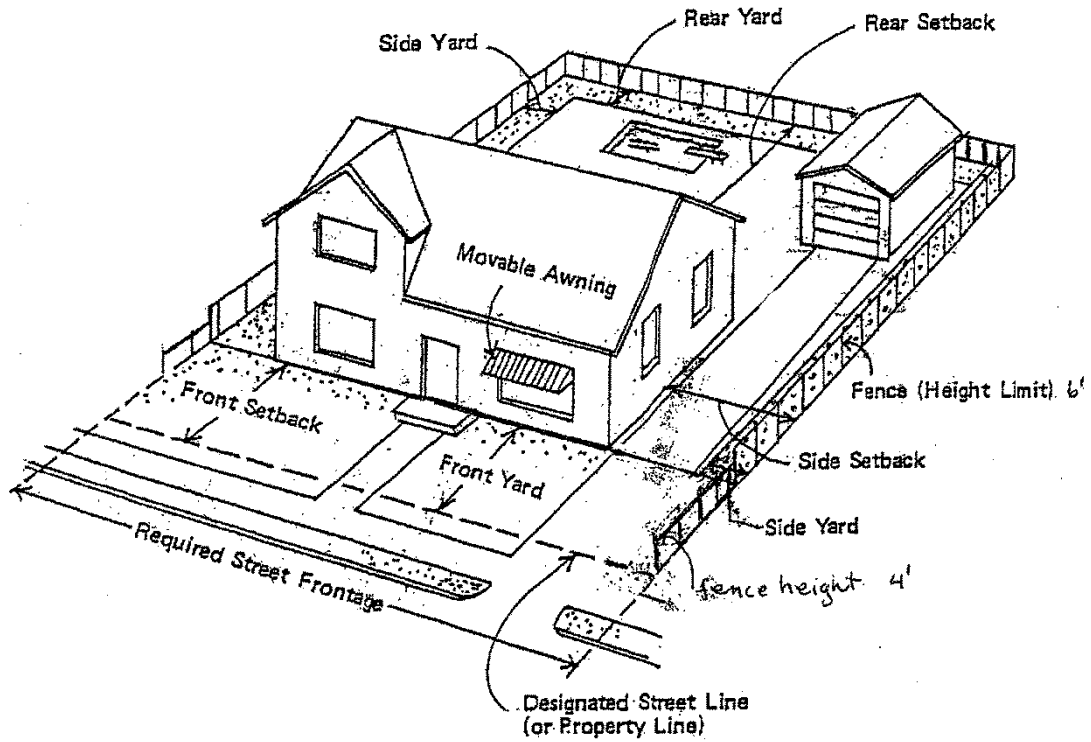 Rear Yard
Rear Setback
Side Yard
Movable Awning
Front Setback
Fence (Height Limit) 6'
Front Yard
Side Setback
Side Yard
Required Street Frontage
fence height 4'
Designated Street Line
(or Property Line)